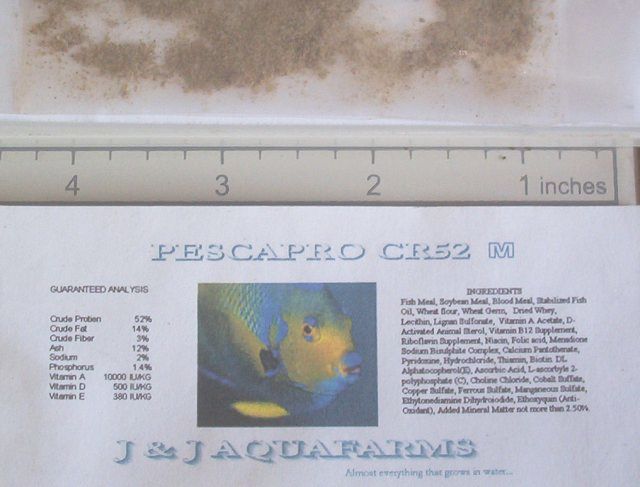 4 3 2 1 inches
PESCAPRO CR52 M
GUARANTEED ANALYSIS
Crude Protien 52%
Crude Fat 14%
Crude Fiber 3%
Ash 12%
Sodium 2%
Phosphorus 1.4%
Vitamin A 10000 IU/KG
Vitamin D 500 IU/KG
Vitamin E 380 IU/KG
INGREDIENTS
Fish Meal, Soybean Meal, Blood Meal, Stabilized Fish
Oil, Wheat flour, Wheat Germ, Dried Whey,
Lecithin, Lignan Sulfonate, Vitamin A Acetate, D-
Activated Animal Sterol, Vitamin B12 Supplement,
Riboflavin Supplement, Niacin, Folic acid, Menadione
Sodium Bisulphate Complex, Calcium Pantothenate,
Pyridoxine, Hydrochloride, Thiamin, Biotin, DL
Alphatocopherol(E), Ascorbic Acid, L-ascorbyle 2-
polyphosphate (C), Choline Chloride, Cobalt Sulfate,
Copper Sulfate, Ferrous Sulfate, Manganeous Sulfate,
Ethytonediamine Dihydroiodide, Ethoxyquin (Anti-
Oxidant), Added Mineral Matter not more than 2.50%.
J & J AQUAFARMS
Almost everything that grows in water...